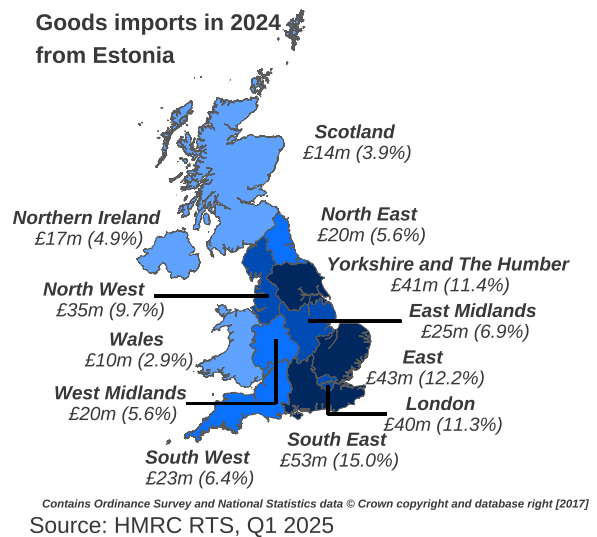 Goods imports in 2024
from Estonia
Scotland
£14m (3.9%)
Northern Ireland
£17m (4.9%)
North East
£20m (5.6%)
Yorkshire and The Humber
£41m (11.4%)
North West
£35m (9.7%)
East Midlands
£25m (6.9%)
Wales
£10m (2.9%)
East
£43m (12.2%)
West Midlands
£20m (5.6%)
London
£40m (11.3%)
South East
£53m (15.0%)
South West
£23m (6.4%)
Contains Ordinance Survey and National Statistics data © Crown copyright and database right [2017]
Source: HMRC RTS, Q1 2025